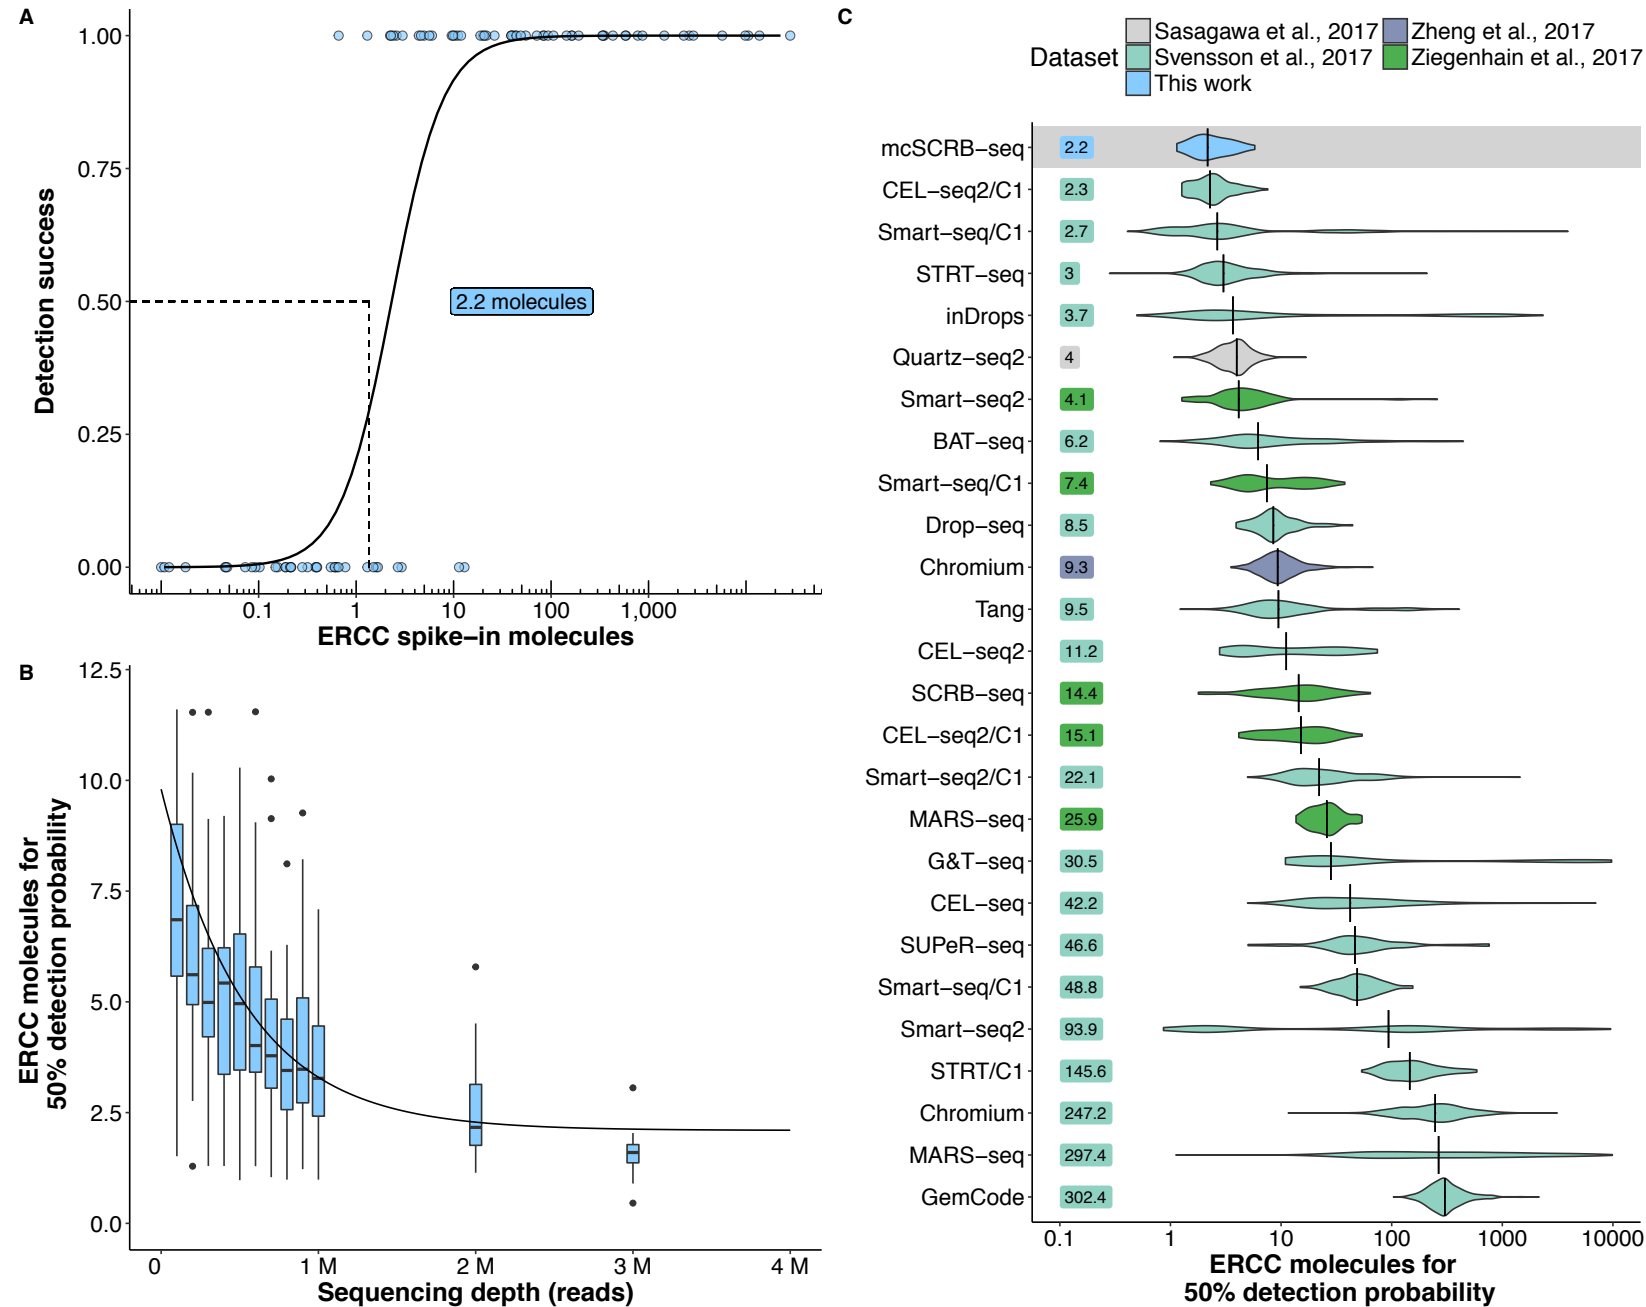 A
1.00
0.75
0.50
0.25
0.00
Detection success
2.2 molecules
0.1 1 10 100 1,000
ERCC spike−in molecules
B
12.5
10.0
7.5
5.0
2.5
0.0
ERCC molecules for
50% detection probability
0 1 M 2 M 3 M 4 M
Sequencing depth (reads)
C
Dataset
Sasagawa et al., 2017
Svensson et al., 2017
This work
Zheng et al., 2017
Ziegenhain et al., 2017
mcSCRB−seq 2.2
CEL−seq2/C1 2.3
Smart−seq/C1 2.7
STRT−seq 3
inDrops 3.7
Quartz−seq2 4
Smart−seq2 4.1
BAT−seq 6.2
Smart−seq/C1 7.4
Drop−seq 8.5
Chromium 9.3
Tang 9.5
CEL−seq2 11.2
SCRB−seq 14.4
CEL−seq2/C1 15.1
Smart−seq2/C1 22.1
MARS−seq 25.9
G&T−seq 30.5
CEL−seq 42.2
SUPeR−seq 46.6
Smart−seq/C1 48.8
Smart−seq2 93.9
STRT/C1 145.6
Chromium 247.2
MARS−seq 297.4
GemCode 302.4
0.1 1 10 100 1000 10000
ERCC molecules for
50% detection probability